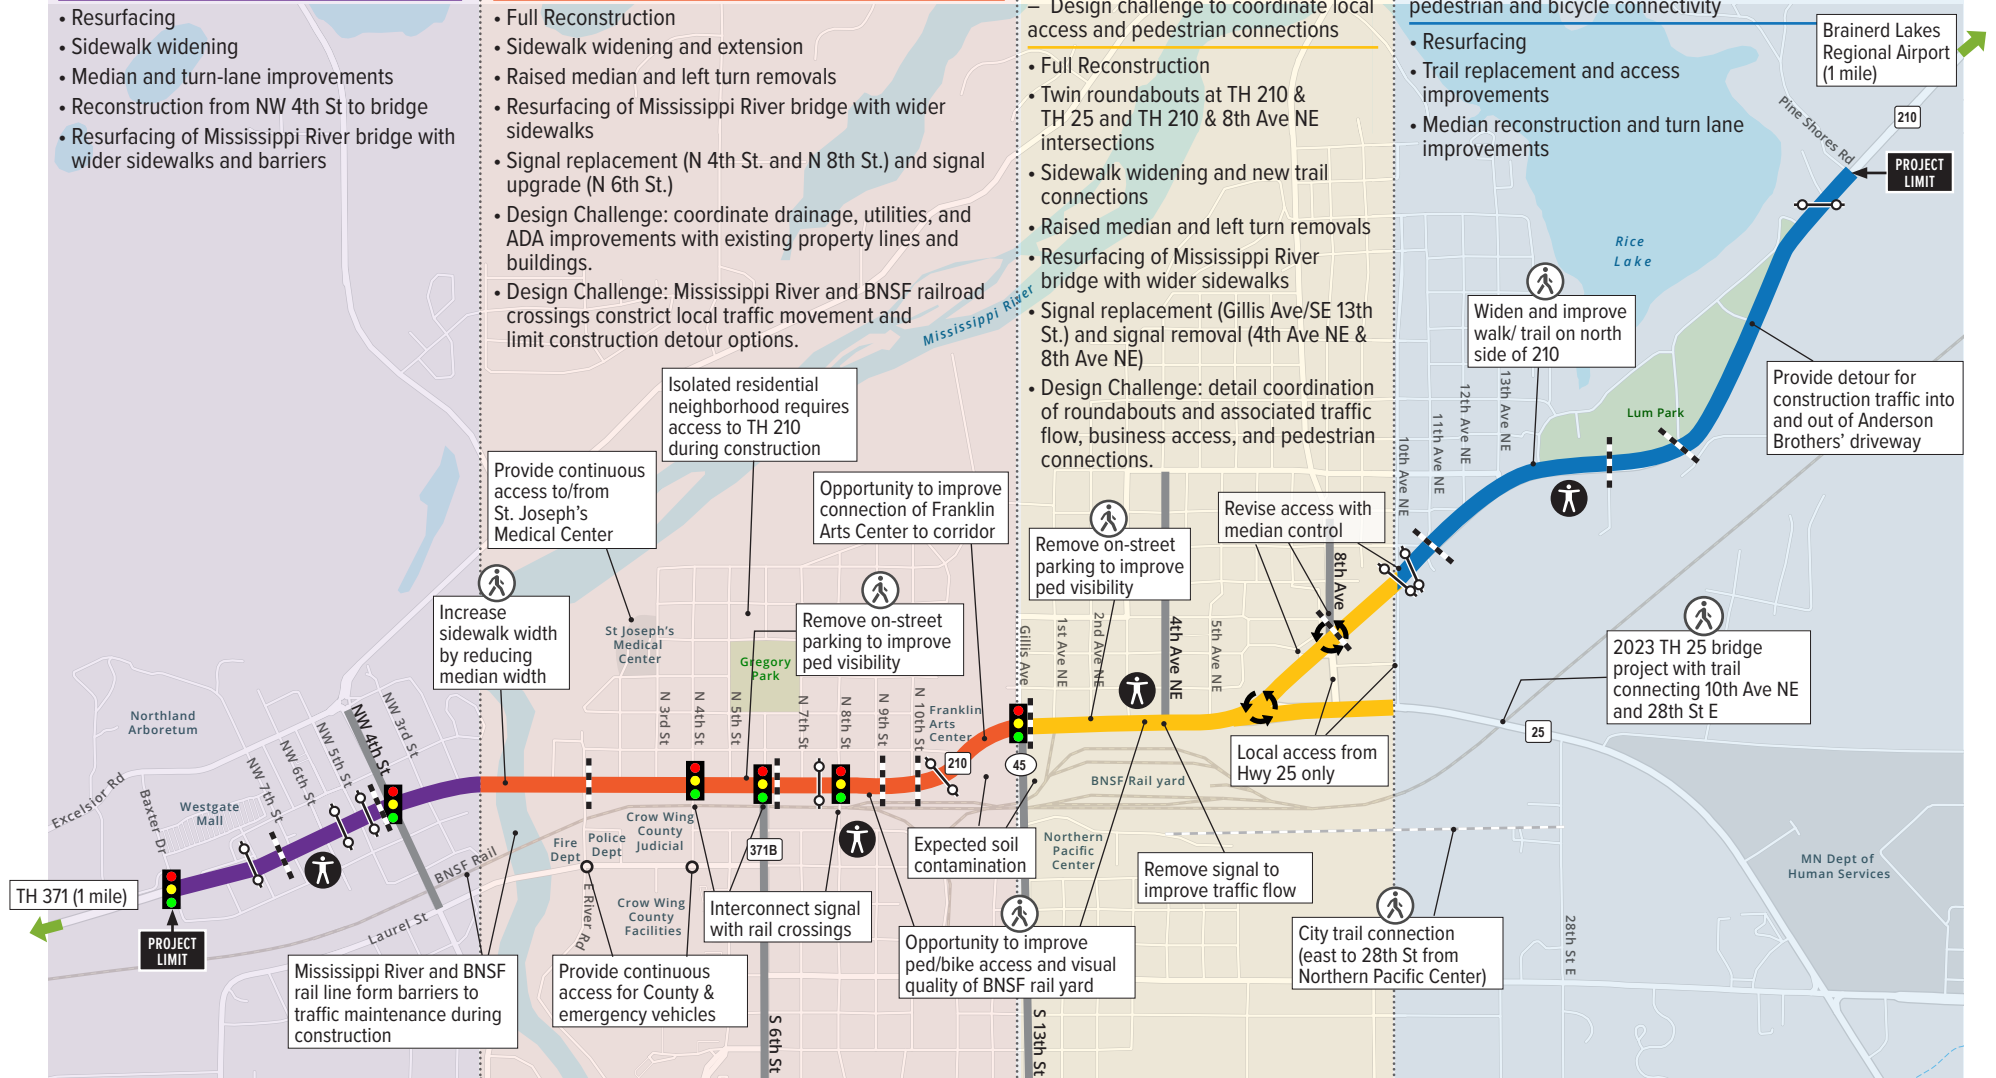 • Resurfacing
• Sidewalk widening
• Median and turn-lane improvements
• Reconstruction from NW 4th St to bridge
• Resurfacing of Mississippi River bridge with
wider sidewalks and barriers
• Full Reconstruction
• Sidewalk widening and extension
• Raised median and left turn removals
• Resurfacing of Mississippi River bridge with wider
sidewalks
• Signal replacement (N 4th St. and N 8th St.) and signal
upgrade (N 6th St.)
• Design Challenge: coordinate drainage, utilities, and
ADA improvements with existing property lines and
buildings.
• Design Challenge: Mississippi River and BNSF railroad
crossings constrict local traffic movement and
limit construction detour options.
– Design challenge to coordinate local
access and pedestrian connections
• Full Reconstruction
• Twin roundabouts at TH 210 &
TH 25 and TH 210 & 8th Ave NE
intersections
• Sidewalk widening and new trail
connections
• Raised median and left turn removals
• Resurfacing of Mississippi River
bridge with wider sidewalks
• Signal replacement (Gillis Ave/SE 13th
St.) and signal removal (4th Ave NE &
8th Ave NE)
• Design Challenge: detail coordination
of roundabouts and associated traffic
flow, business access, and pedestrian
connections.
pedestrian and bicycle connectivity
• Resurfacing
• Trail replacement and access
improvements
• Median reconstruction and turn lane
improvements
Brainerd Lakes
Regional Airport
(1 mile)
210
Pine Shores Rd
PROJECT
LIMIT
Rice
Lake
Mississippi River
Widen and improve
walk/ trail on north
side of 210
Provide detour for
construction traffic into
and out of Anderson
Brothers’ driveway
Lum Park
13th Ave NE
12th Ave NE
11th Ave NE
10th Ave NE
Isolated residential
neighborhood requires
access to TH 210
during construction
Provide continuous
access to/from
St. Joseph’s
Medical Center
Opportunity to improve
connection of Franklin
Arts Center to corridor
Revise access with
median control
Remove on-street
parking to improve
ped visibility
8th Ave
Increase
sidewalk width
by reducing
median width
St Joseph’s
Medical
Center
Remove on-street
parking to improve
ped visibility
Gregory
Park
Gillis Ave
1st Ave NE
2nd Ave NE
4th Ave NE
5th Ave NE
2023 TH 25 bridge
project with trail
connecting 10th Ave NE
and 28th St E
Northland
Arboretum
NW 3rd St
NW 4th St
NW 5th St
NW 6th St
NW 7th St
N 3rd St
N 4th St
N 5th St
N 7th St
N 8th St
N 9th St
N 10th St
Franklin
Arts
Center
210
45
25
Local access from
Hwy 25 only
BNSF Rail yard
Excelsior Rd
Baxter Dr
Westgate
Mall
BNSF Rail
Fire
Dept
Police
Dept
Crow Wing
County
Judicial
371B
Expected soil
contamination
Northern
Pacific
Center
Remove signal to
improve traffic flow
MN Dept of
Human Services
TH 371 (1 mile)
PROJECT
LIMIT
Laurel St
E River Rd
Crow Wing
County
Facilities
Interconnect signal
with rail crossings
Opportunity to improve
ped/bike access and visual
quality of BNSF rail yard
City trail connection
(east to 28th St from
Northern Pacific Center)
28th St E
Mississippi River and BNSF
rail line form barriers to
traffic maintenance during
construction
Provide continuous
access for County &
emergency vehicles
S 6th St
S 13th St